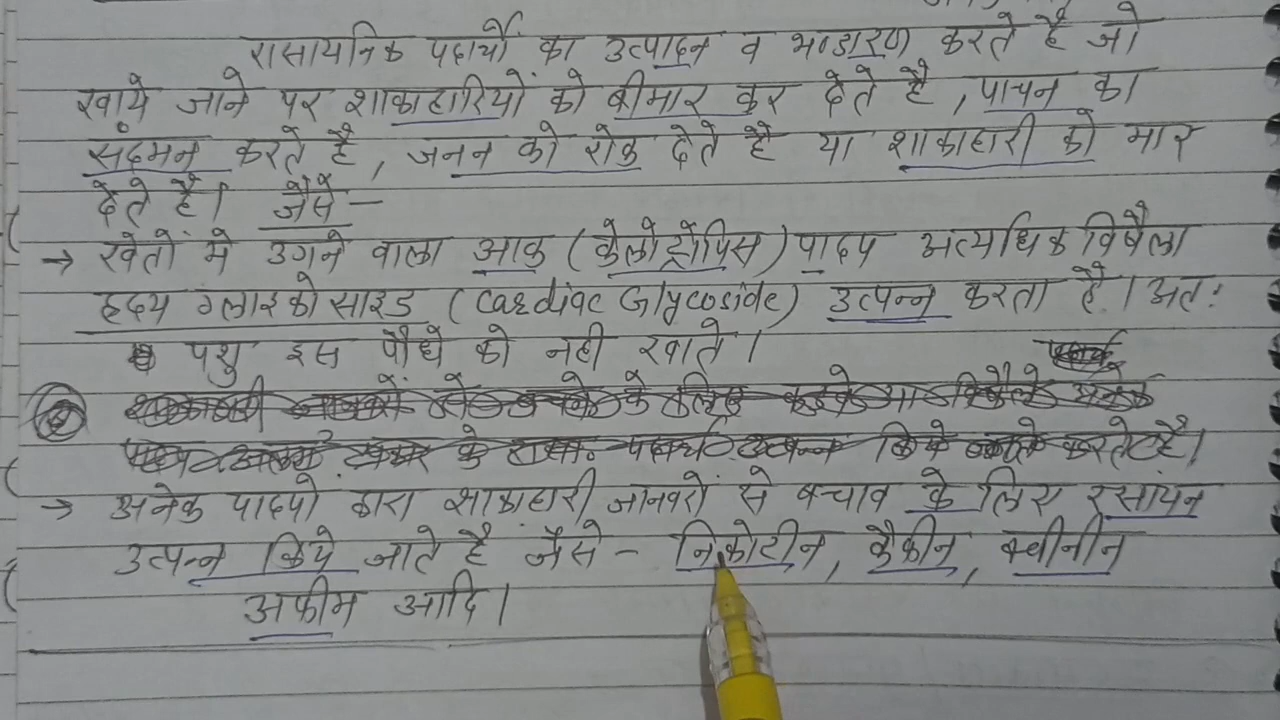 रासायनिक पदार्थों का उत्पादन व भण्डारण करते है जो
खाये जाने पर शाकाहारियों को बीमार कर देते है, पाचन का
संदमन करते है, जनन को रोक देते है या शाकाहारी को मार
देते है। जैसे-
→ खेतों मे उगने वाला आक (केलोट्रोपिस) पादप अत्यधिक विषैला
हृदय ग्लाइकोसाइड (Cardiac Glycoside) उत्पन्न करता है। अतः
पशु इस पौधे को नही खाते।
→ अनेक पादपो द्वारा शाकाहारी जानवरो से बचाव के लिए रसायन
उत्पन्न किये जाते है जैसे- निकोटीन, कैफीन, क्वीनीन
अफीम आदि।